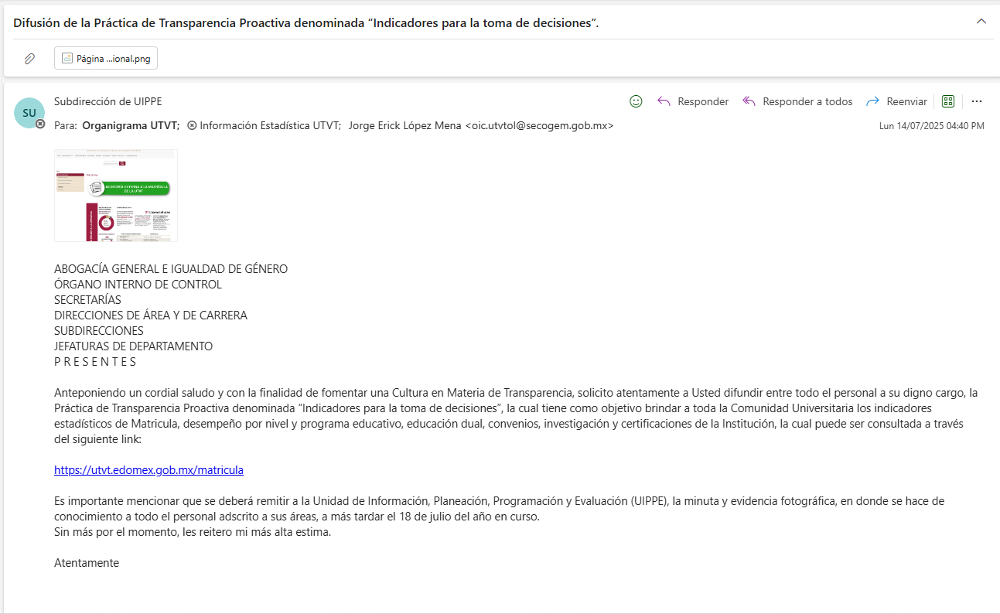 Difusión de la Práctica de Transparencia Proactiva denominada “Indicadores para la toma de decisiones”.
Página ...ional.png
SU
Subdirección de UIPPE
Responder
Responder a todos
Reenviar
Para: Organigrama UTVT; Información Estadística UTVT; Jorge Erick López Mena <oic.utvtol@secogem.gob.mx>
Lun 14/07/2025 04:40 PM
AUDITORÍA EXTERNA A LA MATRÍCULA
DE LA UTVT
ABOGACÍA GENERAL E IGUALDAD DE GÉNERO
ÓRGANO INTERNO DE CONTROL
SECRETARÍAS
DIRECCIONES DE ÁREA Y DE CARRERA
SUBDIRECCIONES
JEFATURAS DE DEPARTAMENTO
P R E S E N T E S
Anteponiendo un cordial saludo y con la finalidad de fomentar una Cultura en Materia de Transparencia, solicito atentamente a Usted difundir entre todo el personal a su digno cargo, la
Práctica de Transparencia Proactiva denominada “Indicadores para la toma de decisiones”, la cual tiene como objetivo brindar a toda la Comunidad Universitaria los indicadores
estadísticos de Matricula, desempeño por nivel y programa educativo, educación dual, convenios, investigación y certificaciones de la Institución, la cual puede ser consultada a través
del siguiente link:
https://utvt.edomex.gob.mx/matricula
Es importante mencionar que se deberá remitir a la Unidad de Información, Planeación, Programación y Evaluación (UIPPE), la minuta y evidencia fotográfica, en donde se hace de
conocimiento a todo el personal adscrito a sus áreas, a más tardar el 18 de julio del año en curso.
Sin más por el momento, les reitero mi más alta estima.
Atentamente